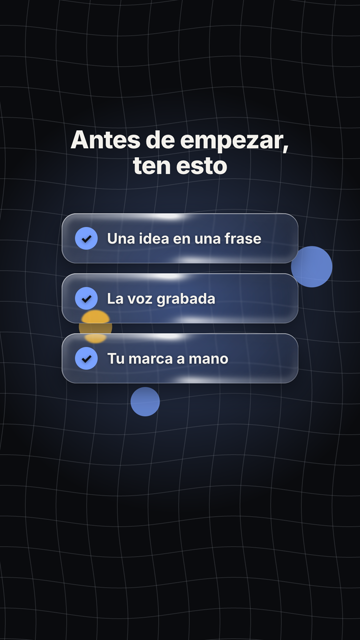 Antes de empezar,
ten esto
Una idea en una frase
La voz grabada
Tu marca a mano